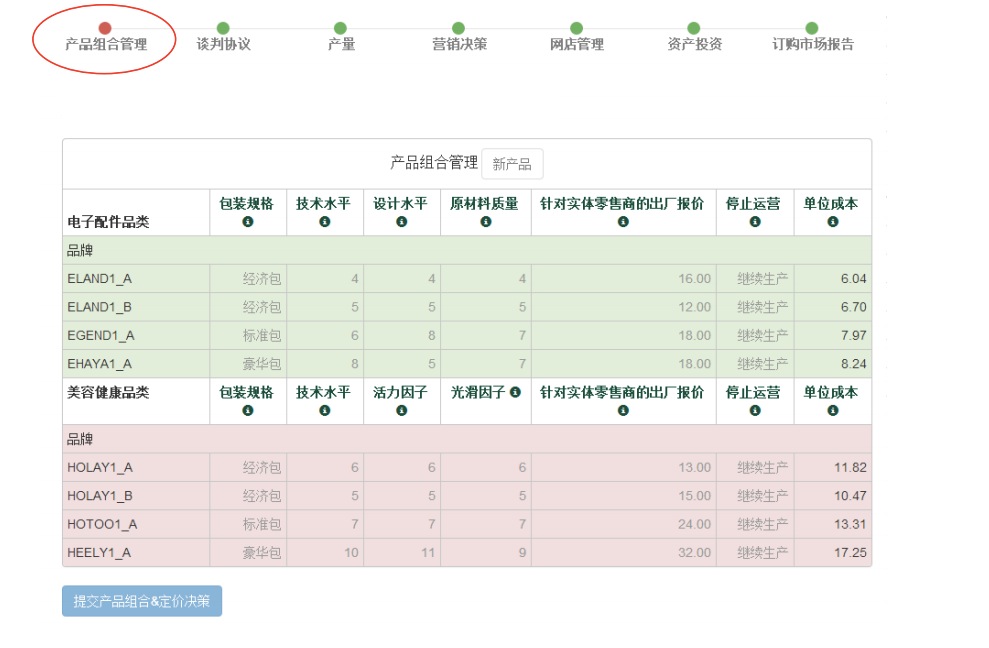 产品组合管理 谈判协议 产量 营销决策 网店管理 资产投资 订购市场报告
产品组合管理 新产品
电子配件品类 包装规格 技术水平 设计水平 原材料质量 针对实体零售商的出厂报价 停止运营 单位成本
品牌
ELAND1_A 经济包 4 4 4 16.00 继续生产 6.04
ELAND1_B 经济包 5 5 5 12.00 继续生产 6.70
EGEND1_A 标准包 6 8 7 18.00 继续生产 7.97
EHAYA1_A 豪华包 8 5 7 18.00 继续生产 8.24
美容健康品类 包装规格 技术水平 活力因子 光滑因子 针对实体零售商的出厂报价 停止运营 单位成本
品牌
HOLAY1_A 经济包 6 6 6 13.00 继续生产 11.82
HOLAY1_B 经济包 5 5 5 15.00 继续生产 10.47
HOTOO1_A 标准包 7 7 7 24.00 继续生产 13.31
HEELY1_A 豪华包 10 11 9 32.00 继续生产 17.25
提交产品组合&定价决策